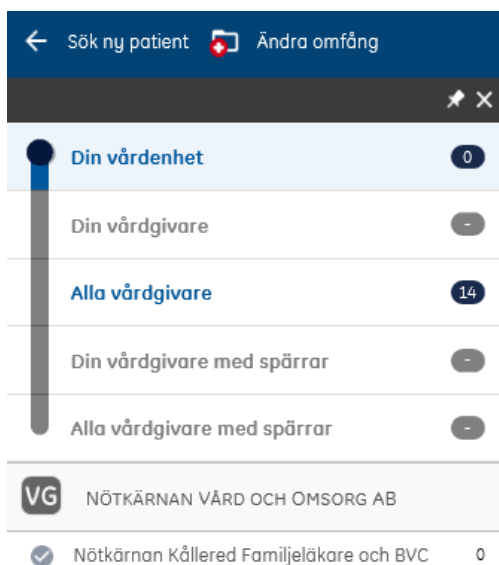 Sök ny patient Ändra omfång
Din vårdenhet 0
Din vårdgivare -
Alla vårdgivare 14
Din vårdgivare med spärrar -
Alla vårdgivare med spärrar -
VG NÖTKÄRNAN VÅRD OCH OMSORG AB
Nötkärnan Kållered Familjeläkare och BVC 0